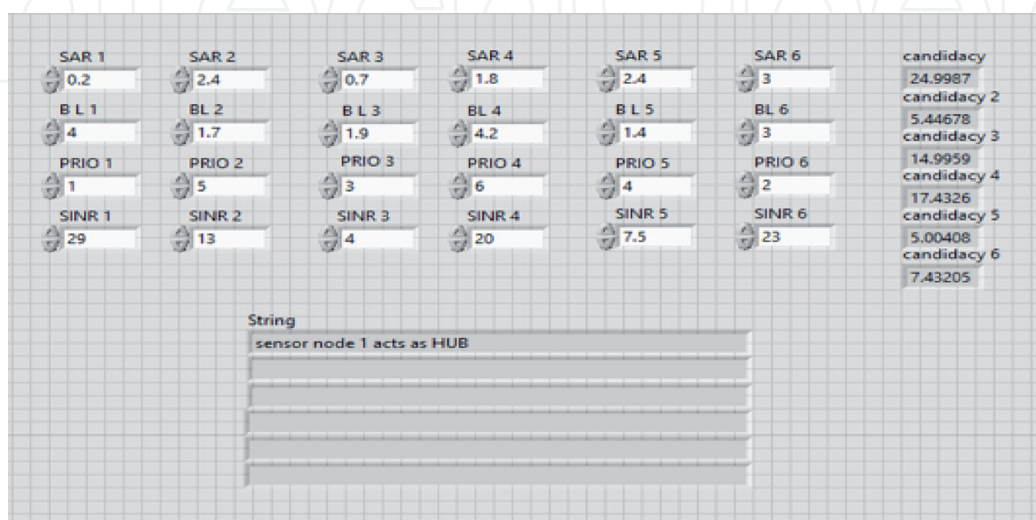 SAR 1 SAR 2 SAR 3 SAR 4 SAR 5 SAR 6 candidacy
0.2 2.4 0.7 1.8 2.4 3 24.9987
candidacy 2
B L 1 BL 2 B L 3 BL 4 B L 5 BL 6 5.44678
4 1.7 1.9 4.2 1.4 3 candidacy 3
PRIO 1 PRIO 2 PRIO 3 PRIO 4 PRIO 5 PRIO 6 14.9959
candidacy 4
1 5 3 6 4 2 17.4326
SINR 1 SINR 2 SINR 3 SINR 4 SINR 5 SINR 6 candidacy 5
29 13 4 20 7.5 23 5.00408
candidacy 6
7.43205
String
sensor node 1 acts as HUB